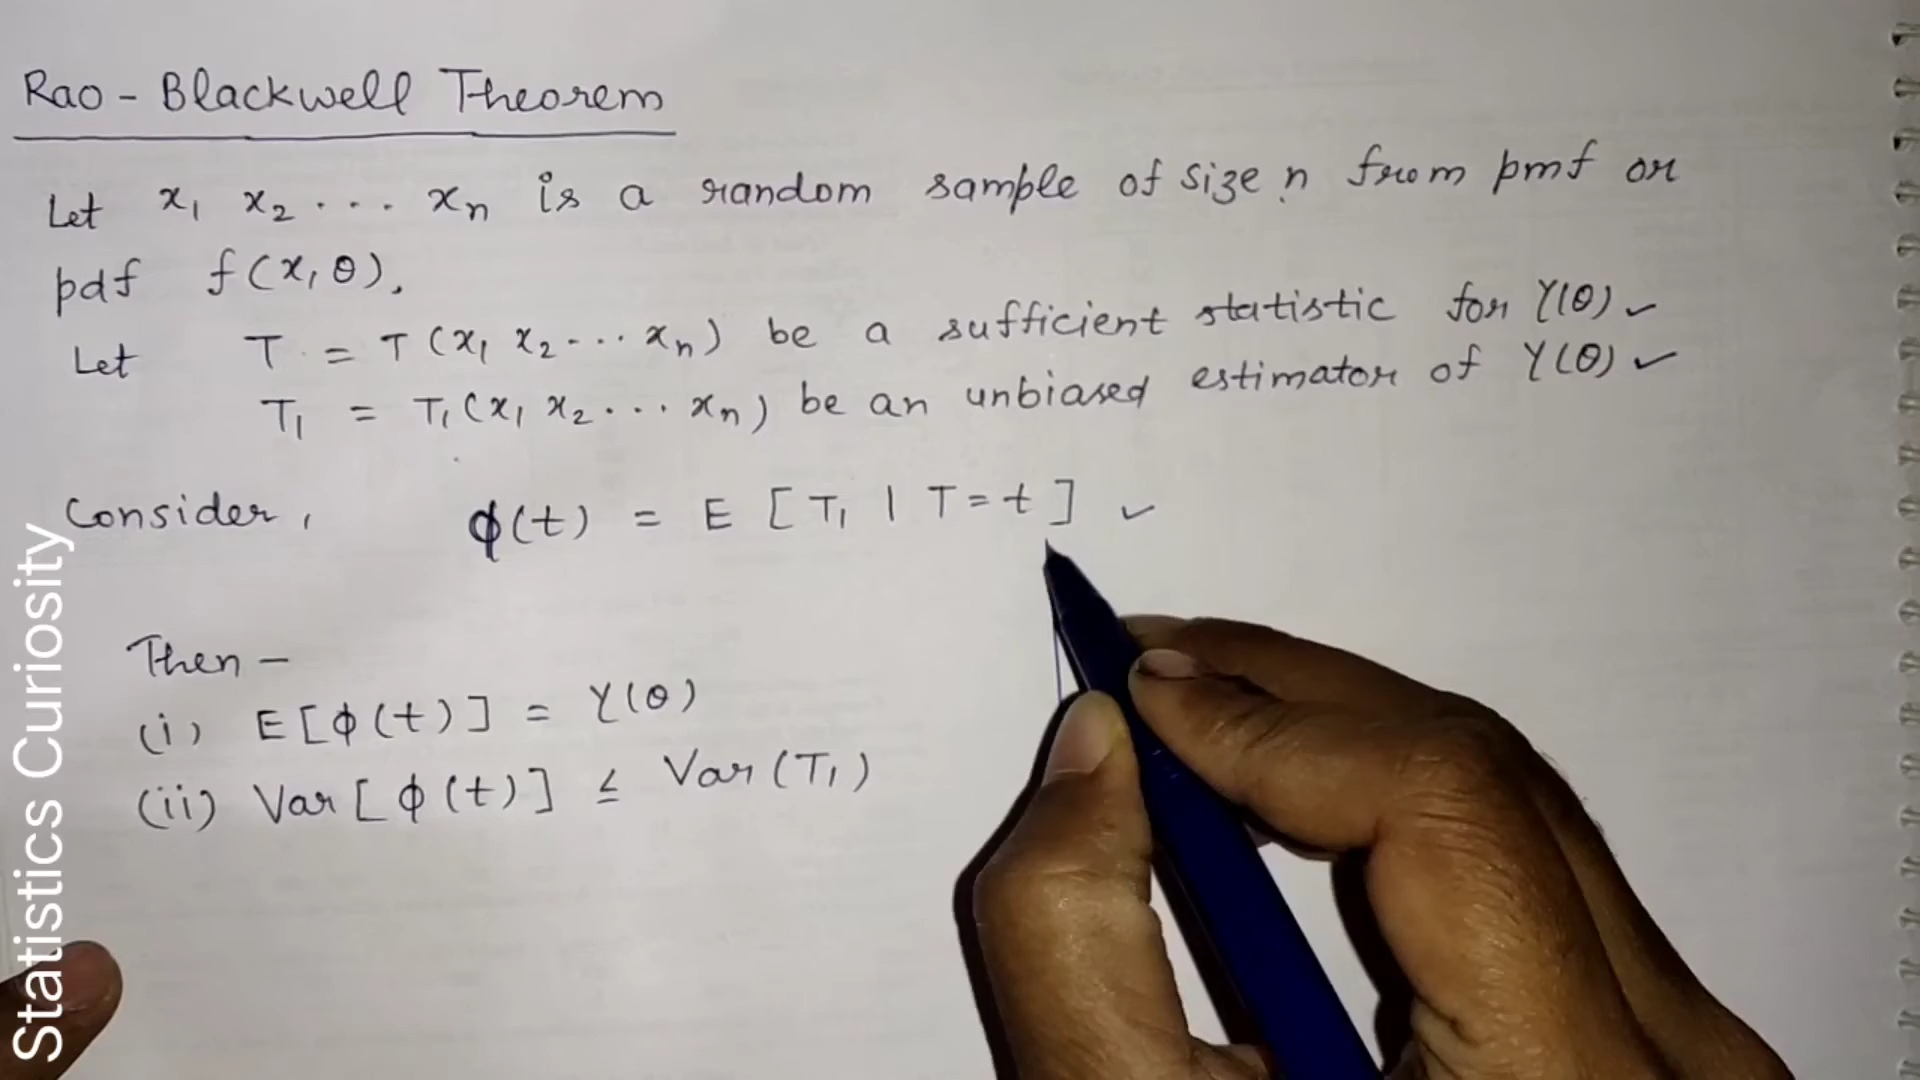 Rao - Blackwell Theorem
Let x₁ x₂ ... xₙ is a random sample of size n from pmf or
pdf f(x, θ).
Let T = T(x₁ x₂ ... xₙ) be a sufficient statistic for γ(θ) ✓
T₁ = T₁(x₁ x₂ ... xₙ) be an unbiased estimator of γ(θ) ✓
Consider, ϕ(t) = E [T₁ | T = t] ✓
Then -
(i) E[ϕ(t)] = γ(θ)
(ii) Var[ϕ(t)] ≤ Var(T₁)
Statistics Curiosity